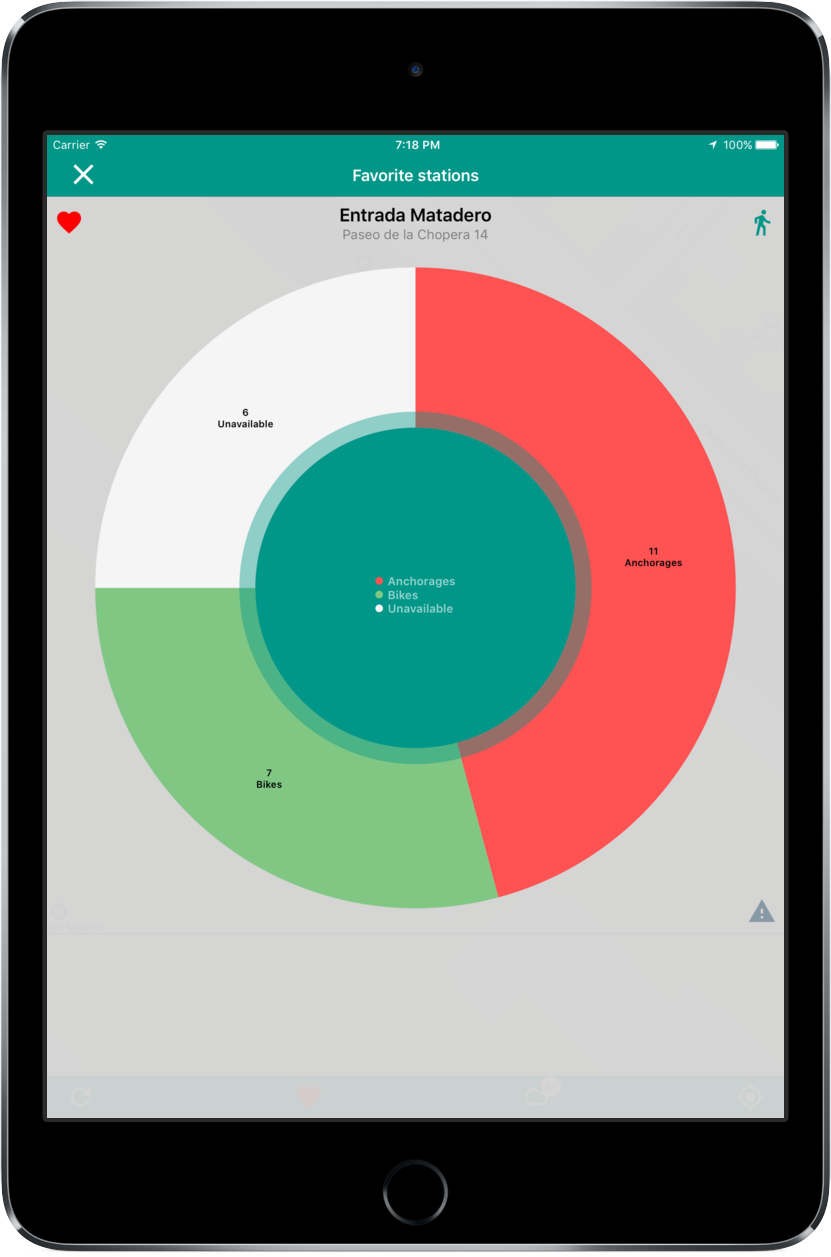 Carrier
7:18 PM
100%
Favorite stations
Entrada Matadero
Paseo de la Chopera 14
6
Unavailable
11
Anchorages
Anchorages
Bikes
Unavailable
7
Bikes